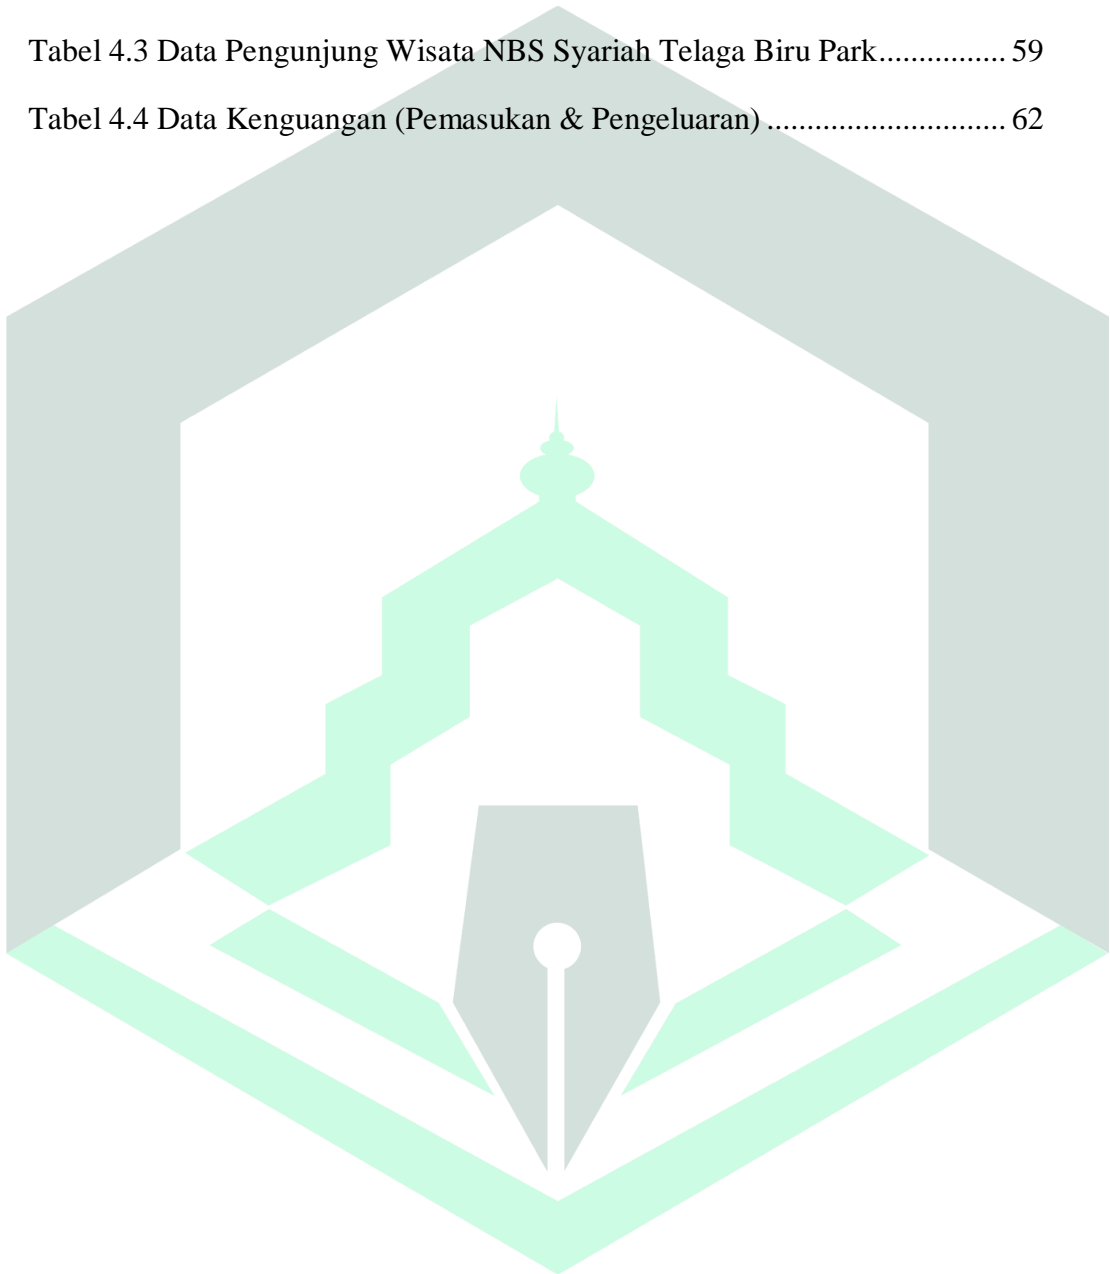 Tabel 4.3 Data Pengunjung Wisata NBS Syariah Telaga Biru Park................ 59
Tabel 4.4 Data Kenguangan (Pemasukan & Pengeluaran) .............................. 62